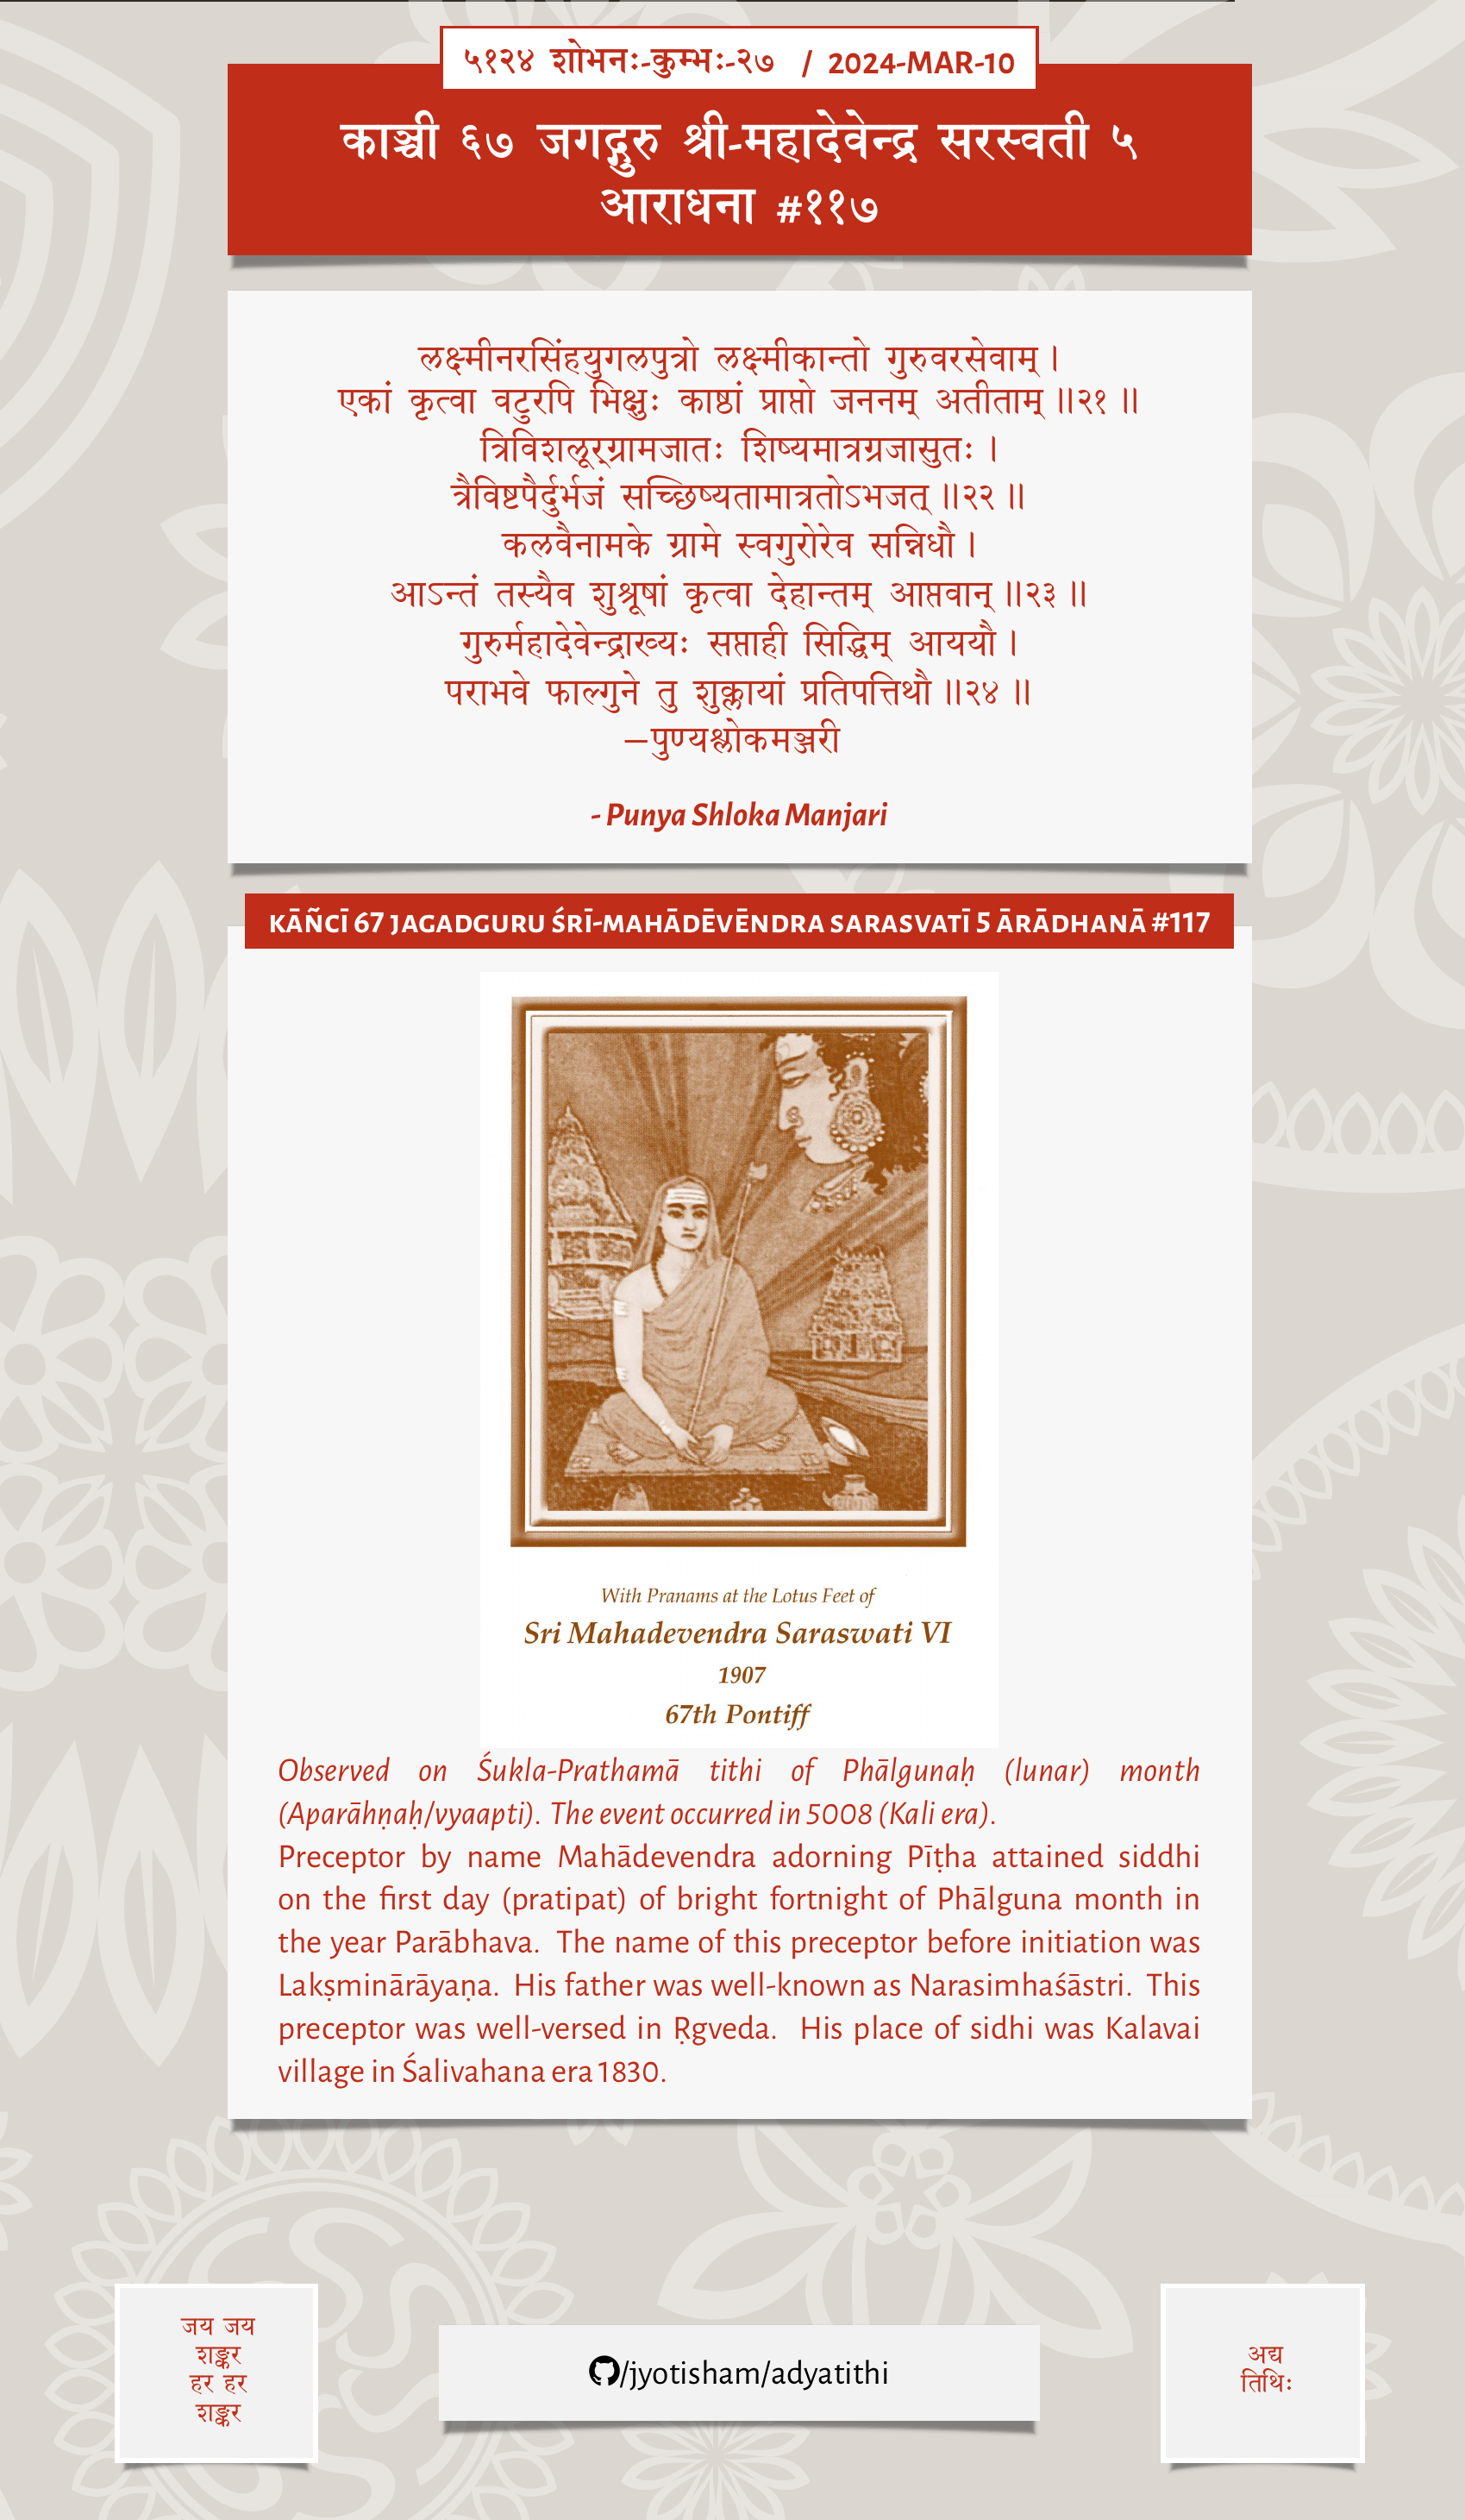 ५१२४ शोभनः-कुम्भः-२७ / 2024-MAR-10
काञ्ची ६७ जगद्गुरु श्री-महादेवेन्द्र सरस्वती ५
आराधना #११७
लक्ष्मीनरसिंहयुगलपुत्रो लक्ष्मीकान्तो गुरुवरसेवाम् ।
एकां कृत्वा वटुरपि भिक्षुः काष्ठां प्राप्तो जननम् अतीताम् ॥२१ ॥
त्रिविशलूर्ग्रामजातः शिष्यमात्रग्रजासुतः ।
त्रैविष्टपैर्दुर्भजं सच्छिष्यतामात्रतोऽभजत् ॥२२ ॥
कलवैनामके ग्रामे स्वगुरोरेव सन्निधौ ।
आऽन्तं तस्यैव शुश्रूषां कृत्वा देहान्तम् आप्तवान् ॥२३ ॥
गुरुर्महादेवेन्द्राख्यः सप्ताही सिद्धिम् आययौ ।
पराभवे फाल्गुने तु शुक्लायां प्रतिपत्तिथौ ॥२४ ॥
—पुण्यश्लोकमञ्जरी
- Punya Shloka Manjari
KĀÑCĪ 67 JAGADGURU ŚRĪ-MAHĀDĒVĒNDRA SARASVATĪ 5 ĀRĀDHANĀ #117
With Pranams at the Lotus Feet of
Sri Mahadevendra Saraswati VI
1907
67th Pontiff
Observed on Śukla-Prathamā tithi of Phālgunaḥ (lunar) month
(Aparāhṇaḥ/vyaapti). The event occurred in 5008 (Kali era).
Preceptor by name Mahādevendra adorning Pīṭha attained siddhi
on the first day (pratipat) of bright fortnight of Phālguna month in
the year Parābhava. The name of this preceptor before initiation was
Lakṣminārāyaṇa. His father was well-known as Narasimhaśāstri. This
preceptor was well-versed in Ṛgveda. His place of sidhi was Kalavai
village in Śalivahana era 1830.
जय जय
शङ्कर
हर हर
शङ्कर
/jyotisham/adyatithi
अद्य
तिथिः